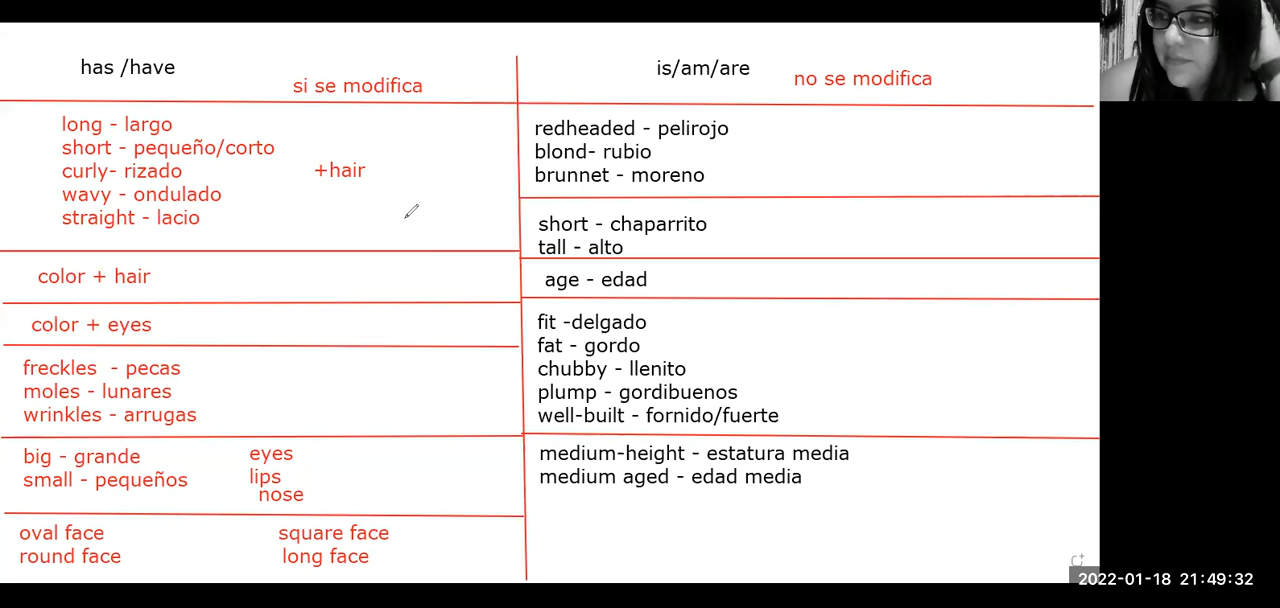 has /have
si se modifica
long - largo
short - pequeño/corto
curly- rizado
+hair
wavy - ondulado
straight - lacio
color + hair
color + eyes
freckles - pecas
moles - lunares
wrinkles - arrugas
big - grande
small - pequeños
eyes
lips
nose
oval face
round face
square face
long face
is/am/are
no se modifica
redheaded - pelirojo
blond- rubio
brunnet - moreno
short - chaparrito
tall - alto
age - edad
fit -delgado
fat - gordo
chubby - llenito
plump - gordibuenos
well-built - fornido/fuerte
medium-height - estatura media
medium aged - edad media
2022-01-18 21:49:32